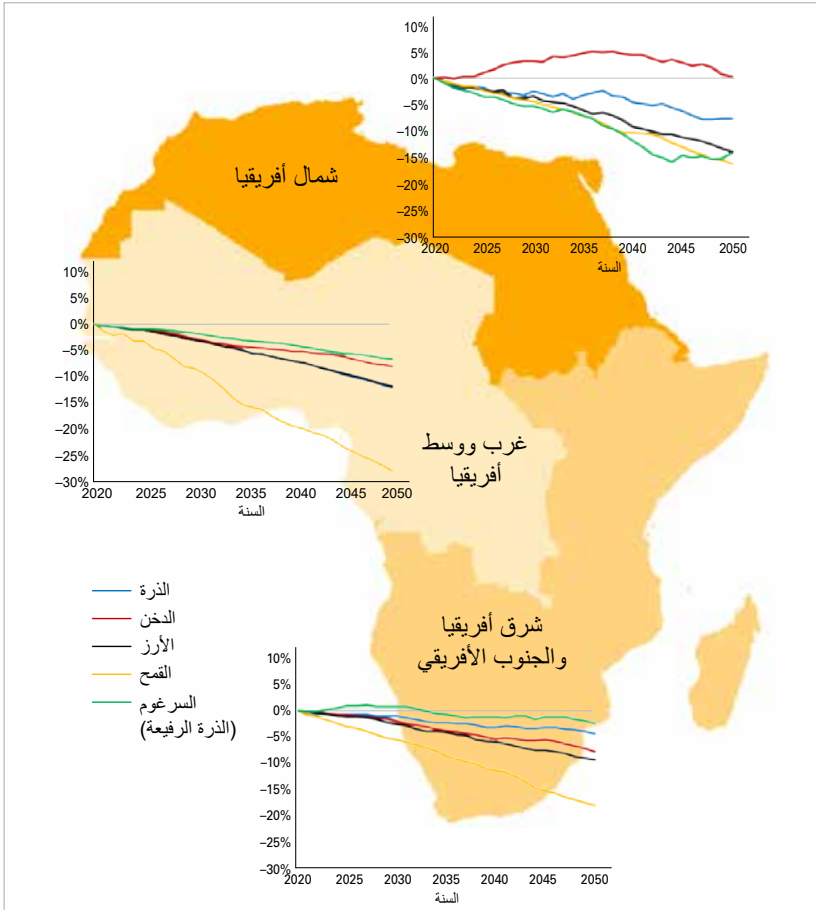 10%
5%
0%
–5%
–10%
–15%
–20%
–25%
–30%
2020 2025 2030 2035 2040 2045 2050
السنة
شمال أفريقيا
10%
5%
0%
–5%
–10%
–15%
–20%
–25%
–30%
2020 2025 2030 2035 2040 2045 2050
السنة
غرب ووسط
أفريقيا
الذرة
الدخن
الأرز
القمح
السرغوم
(الذرة الرفيعة)
شرق أفريقيا
والجنوب الأفريقي
10%
5%
0%
–5%
–10%
–15%
–20%
–25%
–30%
2020 2025 2030 2035 2040 2045 2050
السنة